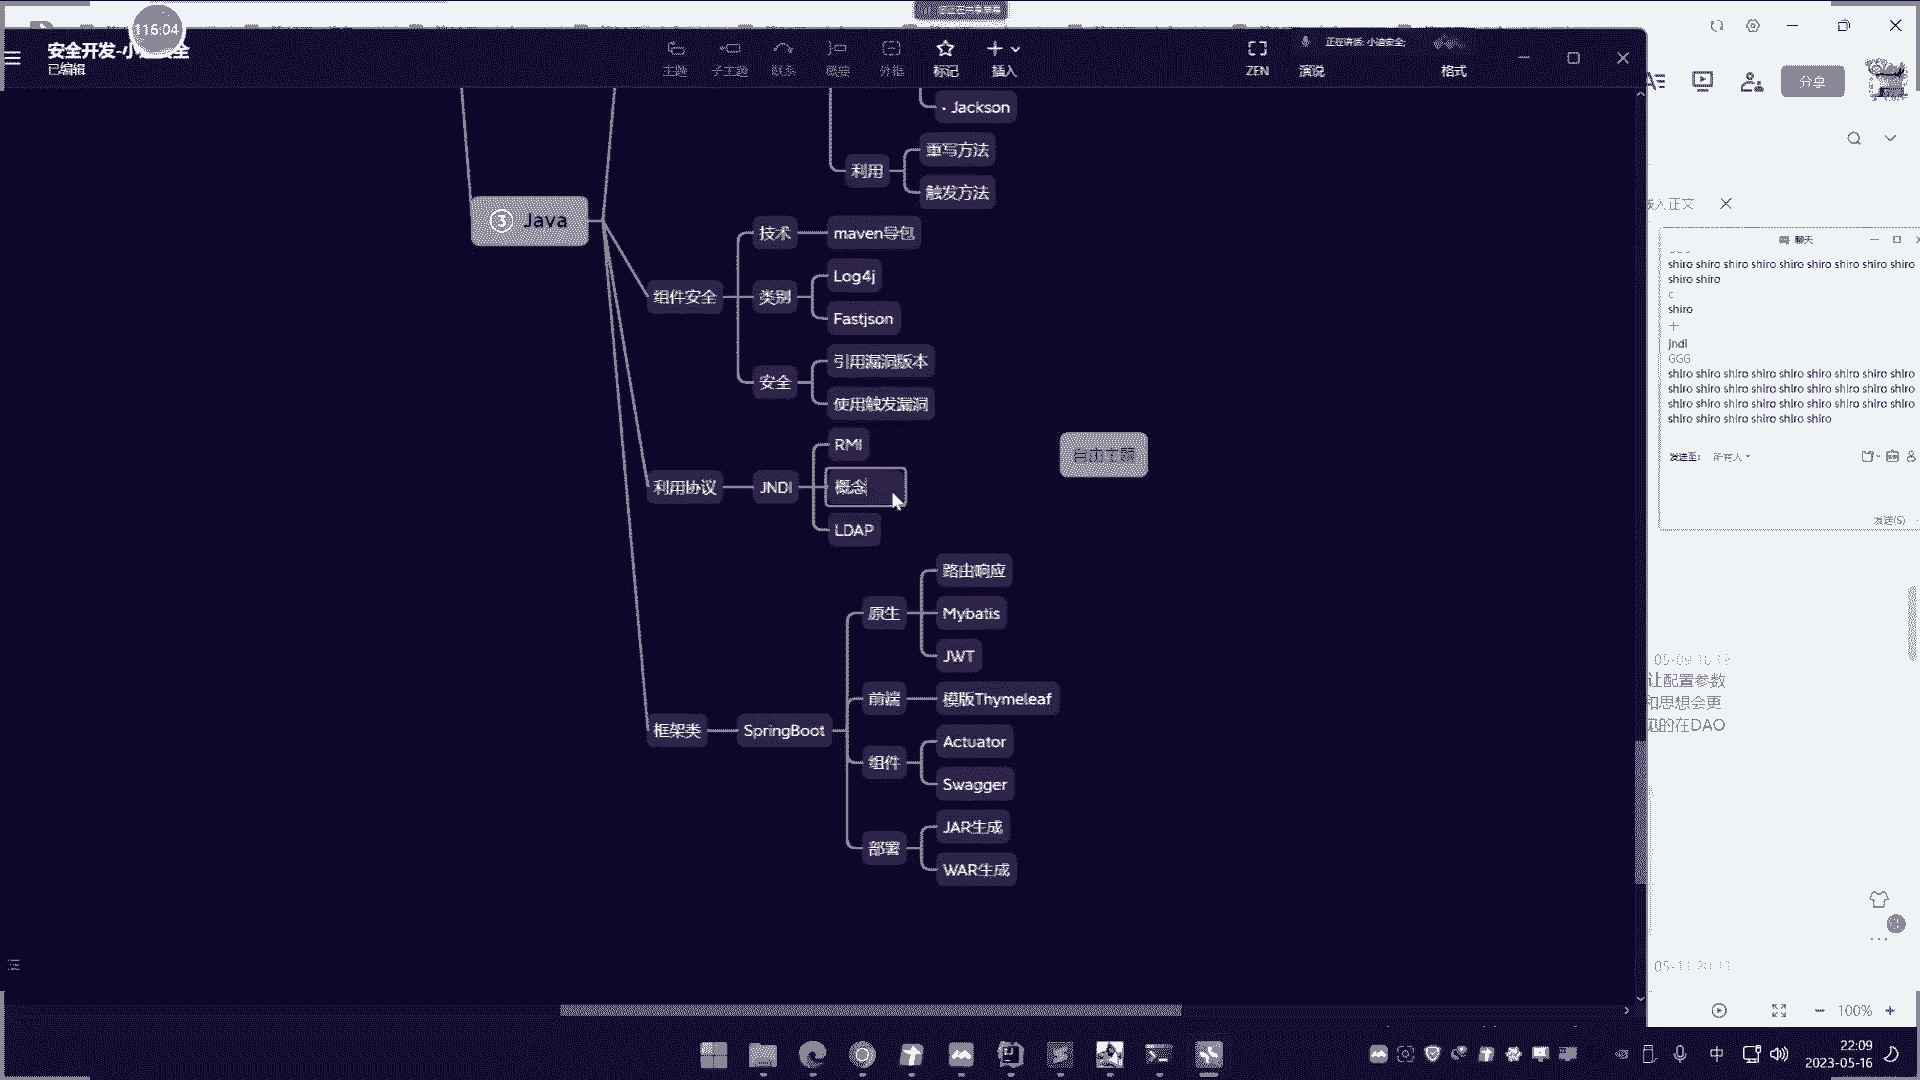 116:04
安全开发-小
安全
已编辑
主题
子主题
联系
概要
外框
标记
插入
ZEN
演说
正在讲话: 小迪安全;
格式
分享
Jackson
利用
重写方法
触发方法
③ Java
组件安全
技术
maven导包
类别
Log4j
Fastjson
安全
引用漏洞版本
使用触发漏洞
利用协议
JNDI
RMI
概念
LDAP
自由主题
框架类
SpringBoot
原生
路由响应
Mybatis
JWT
前端
模版Thymeleaf
组件
Actuator
Swagger
部署
JAR生成
WAR生成
入正文
聊天
shiro shiro shiro shiro shiro shiro shiro shiro shiro
shiro shiro
c
shiro
十
jndi
GGG
shiro shiro shiro shiro shiro shiro shiro shiro shiro
shiro shiro shiro shiro shiro shiro shiro shiro shiro
shiro shiro shiro shiro shiro shiro shiro shiro shiro
shiro shiro shiro shiro shiro shiro
发送至: 所有人
发送(S)
让配置参数
和思想会更
的在DAO
100%
中
22:09
2023-05-16